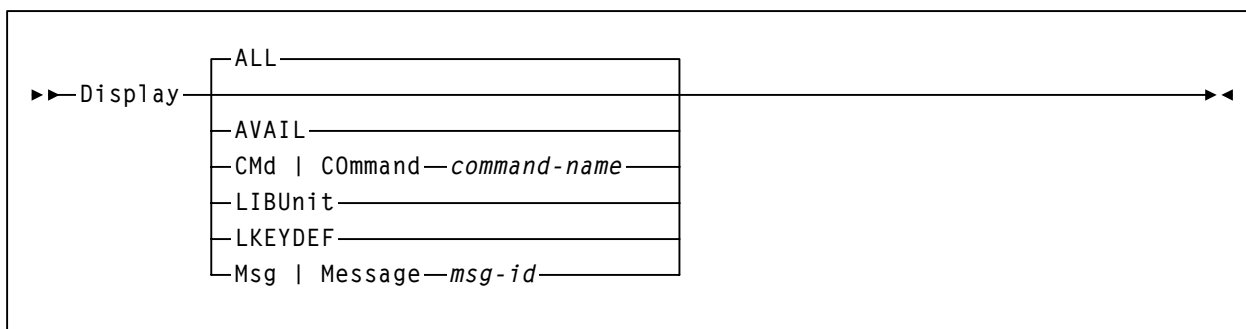 ALL
Display
AVAIL
CMd | COmmand command-name
LIBUnit
LKEYDEF
Msg | Message msg-id